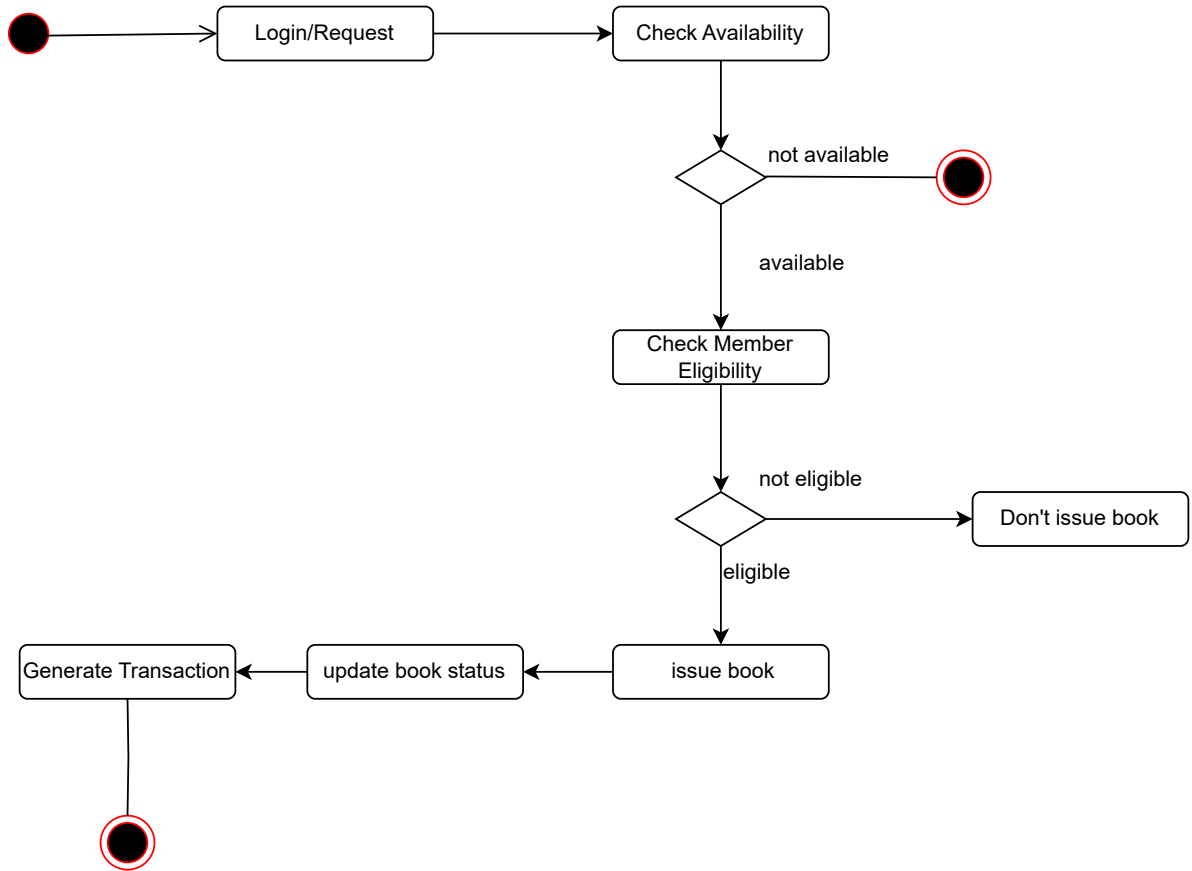 Login/Request
Check Availability
not available
available
Check Member
Eligibility
not eligible
Don't issue book
eligible
Generate Transaction
update book status
issue book